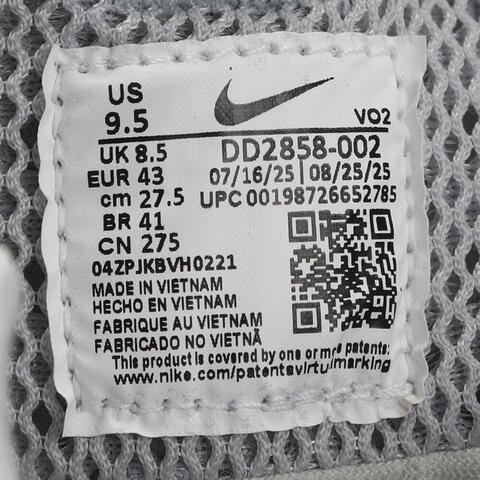 US
9.5
VO2
UK 8.5
DD2858-002
EUR 43
07/16/25 | 08/25/25
cm 27.5
UPC 00198726652785
BR 41
CN 275
04ZPJKBVH0221
MADE IN VIETNAM
HECHO EN VIETNAM
FABRIQUE AU VIETNAM
FABRICADO NO VIETNÃ
This product is covered by one or more patents:
www.nike.com/patentsvirtualmarking